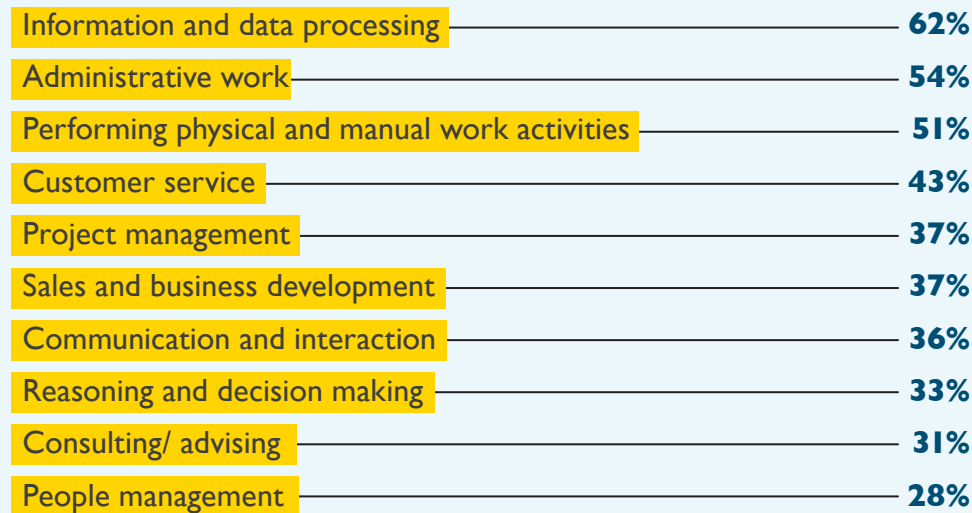 Information and data processing 62%
Administrative work 54%
Performing physical and manual work activities 51%
Customer service 43%
Project management 37%
Sales and business development 37%
Communication and interaction 36%
Reasoning and decision making 33%
Consulting/ advising 31%
People management 28%